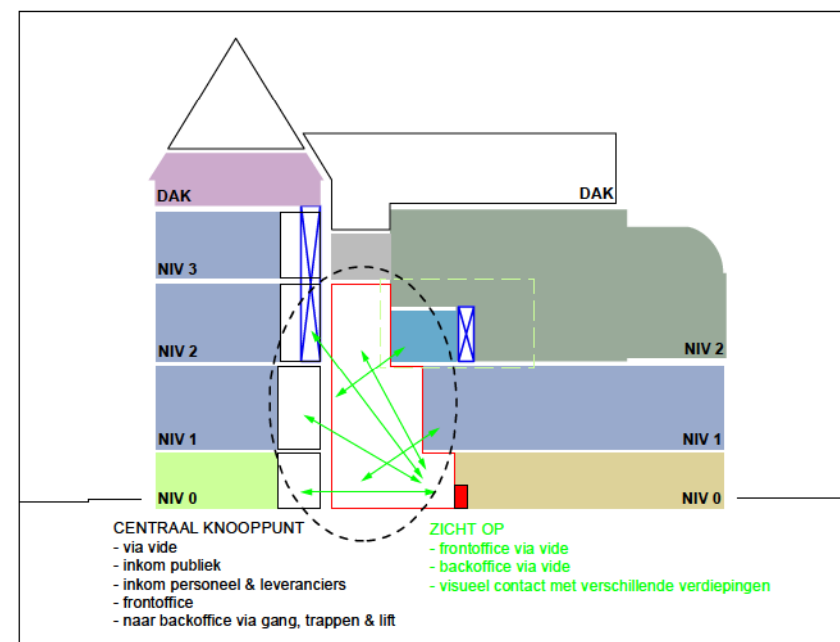 DAK
DAK
NIV 3
NIV 2
NIV 2
NIV 1
NIV 1
NIV 0
NIV 0
CENTRAAL KNOOPPUNT
- via vide
- inkom publiek
- inkom personeel & leveranciers
- frontoffice
- naar backoffice via gang, trappen & lift
ZICHT OP
- frontoffice via vide
- backoffice via vide
- visueel contact met verschillende verdiepingen